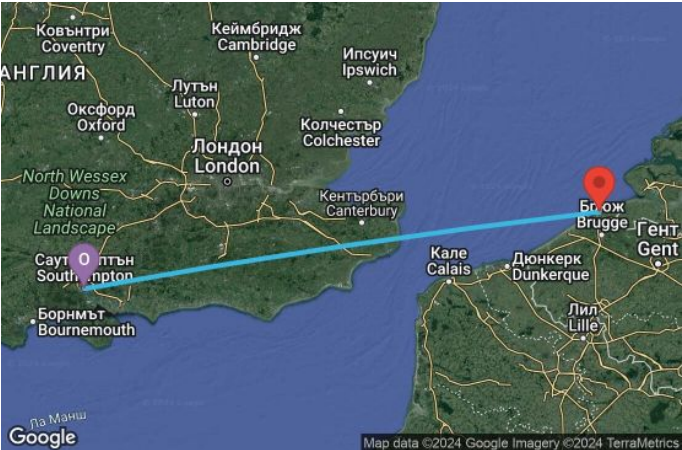 Ковънтри
Coventry
Кеймбридж
Cambridge
Ипсуич
Ipswich
АНГЛИЯ
Лутън
Luton
Оксфорд
Oxford
Колчестър
Colchester
Лондон
London
North Wessex
Downs
National
Landscape
Кентърбъри
Canterbury
Брюж
Brugge
Гент
Gent
О
Кале
Calais
Дюнкерк
Dunkerque
Борнмът
Bournemouth
Лил
Lille
Ла Манш
Google
Map data ©2024 Google Imagery ©2024 TerraMetrics